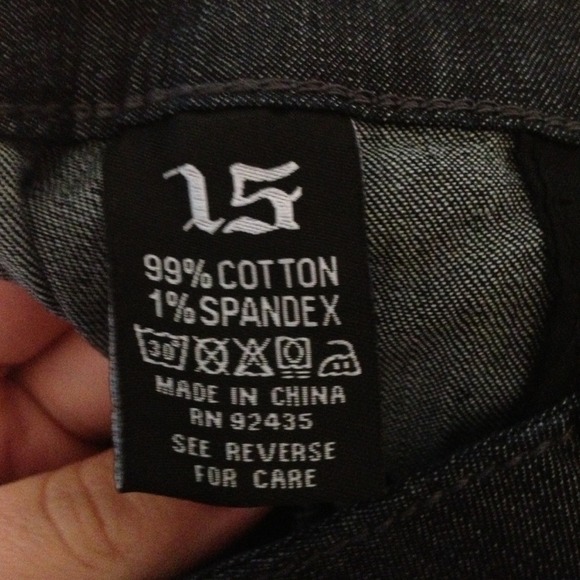 15
99% COTTON
1% SPANDEX
30°
MADE IN CHINA
RN 92435
SEE REVERSE
FOR CARE